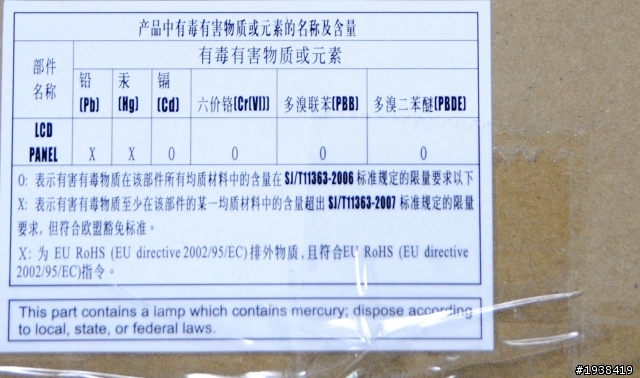 产品中有毒有害物质或元素的名称及含量
部件名称 有毒有害物质或元素
铅(Pb) 汞(Hg) 镉(Cd) 六价铬(Cr(VI)) 多溴联苯(PBB) 多溴二苯醚(PBDE)
LCD PANEL X X O O O O
O: 表示有害有毒物质在该部件所有均质材料中的含量在 SJ/T11363-2006 标准规定的限量要求以下
X: 表示有害有毒物质至少在该部件的某一均质材料中的含量超出 SJ/T11363-2007 标准规定的限量
要求, 但符合欧盟豁免标准。
X: 为 EU RoHS (EU directive 2002/95/EC) 排外物质, 且符合EU RoHS (EU directive
2002/95/EC)指令。
This part contains a lamp which contains mercury; dispose according
to local, state, or federal laws.
#1938419